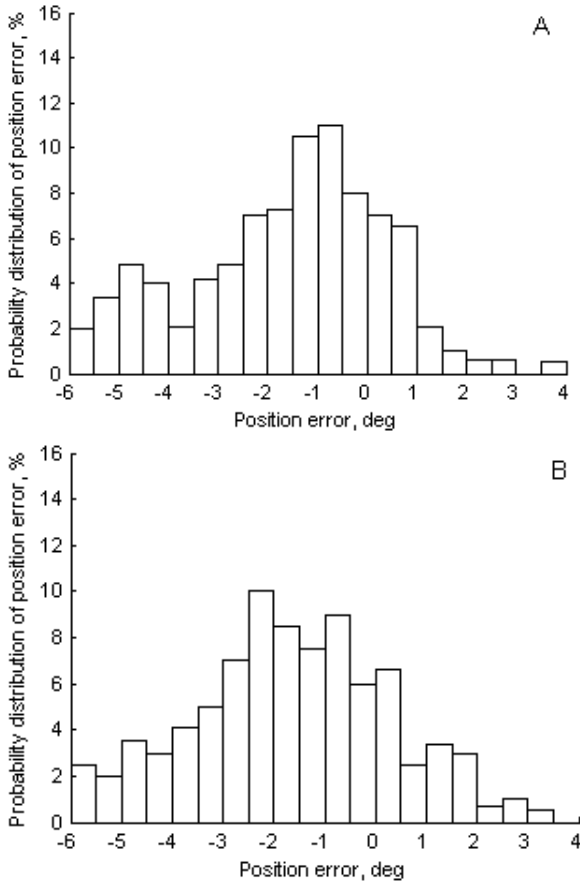 A
Probability distribution of position error, %
16
14
12
10
8
6
4
2
0
-6 -5 -4 -3 -2 -1 0 1 2 3 4
Position error, deg
B
Probability distribution of position error, %
16
14
12
10
8
6
4
2
0
-6 -5 -4 -3 -2 -1 0 1 2 3 4
Position error, deg